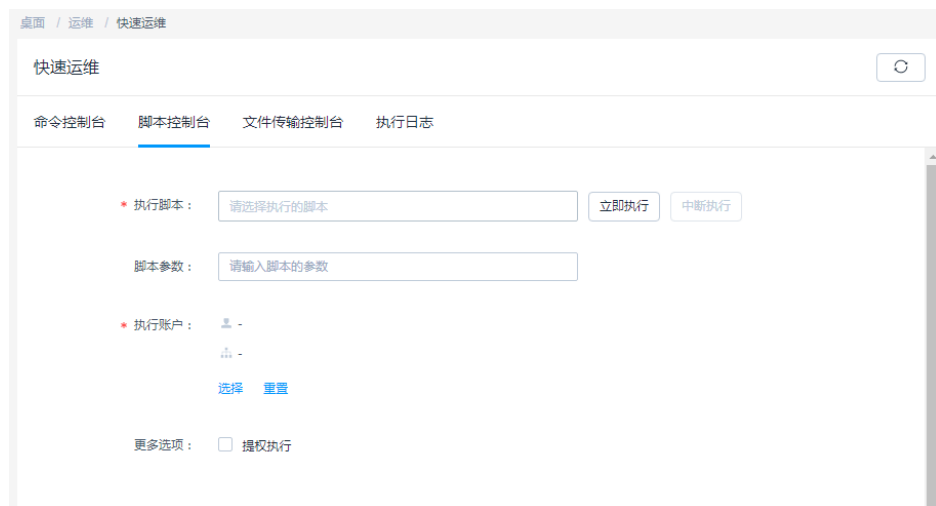 桌面 / 运维 / 快速运维
快速运维
命令控制台 脚本控制台 文件传输控制台 执行日志
* 执行脚本： 请选择执行的脚本 立即执行 中断执行
脚本参数： 请输入脚本的参数
* 执行账户： -
-
选择 重置
更多选项： 提权执行